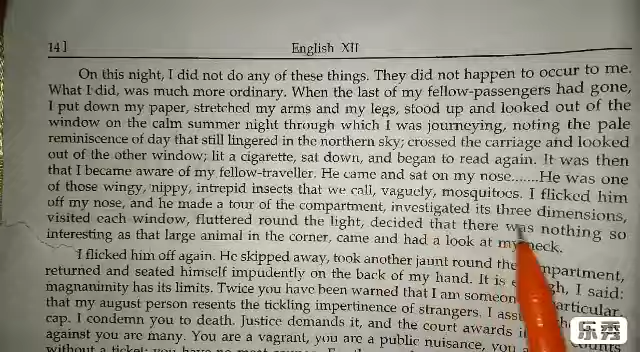 14]
English XII
On this night, I did not do any of these things. They did not happen to occur to me.
What I did, was much more ordinary. When the last of my fellow-passengers had gone,
I put down my paper, stretched my arms and my legs, stood up and looked out of the
window on the calm summer night through which I was journeying, noting the pale
reminiscence of day that still lingered in the northern sky; crossed the carriage and looked
out of the other window; lit a cigarette, sat down, and began to read again. It was then
that I became aware of my fellow-traveller. He came and sat on my nose.......He was one
of those wingy, nippy, intrepid insects that we call, vaguely, mosquitoes. I flicked him
off my nose, and he made a tour of the compartment, investigated its three dimensions,
visited each window, fluttered round the light, decided that there was nothing so
interesting as that large animal in the corner, came and had a look at my neck.
I flicked him off again. He skipped away, took another jaunt round the
returned and seated himself impudently on the back of my hand. It is I said:
magnanimity has its limits. Twice you have been warned that I am
that my august person resents the tickling impertinence of strangers. I
cap. I condemn you to death. Justice demands it, and the court awards
against you are many. You are a vagrant, you are a public nuisance, you
without a ticket;
乐秀